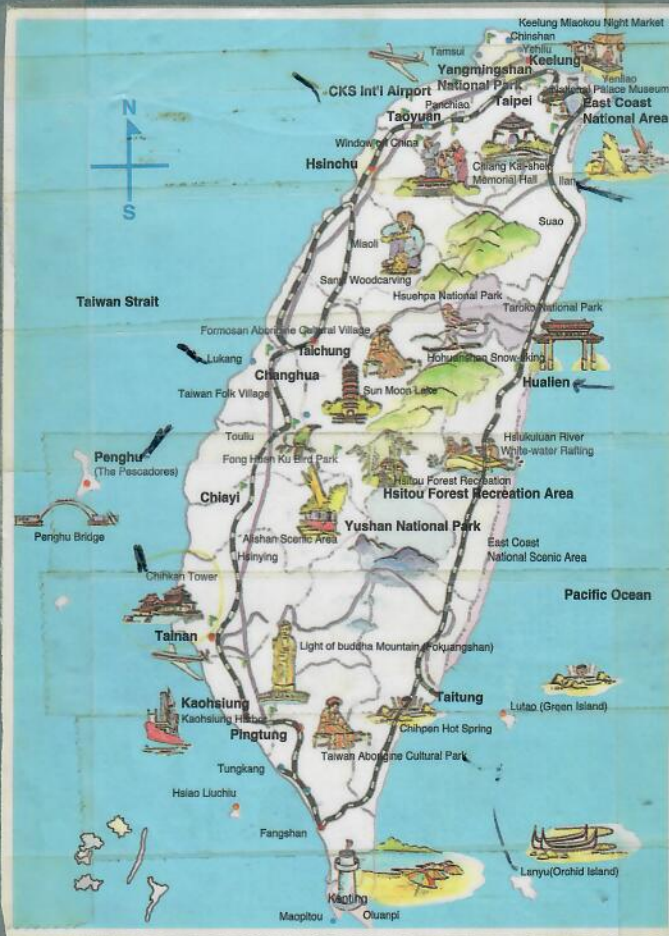 Keelung Miaokou Night Market
Chinshan
Yehliu
Tamsui
Keelung
Yangmingshan
National Park
Yenliao
National Palace Museum
CKS Int'l Airport
Panchiao
Taipei
East Coast
National Area
Taoyuan
Window on China
Hsinchu
Chiang Kai-shek
Memorial Hall
Ilan
N
S
Suao
Miaoli
Sanyi Woodcarving
Hsuehpa National Park
Taiwan Strait
Taroko National Park
Formosan Aborigine Cultural Village
Lukang
Taichung
Hohuanshan Snow-skiing
Changhua
Hualien
Taiwan Folk Village
Sun Moon Lake
Touliu
Hsiukuluan River
White-water Rafting
Penghu
(The Pescadores)
Fong Huan Ku Bird Park
Hsitou Forest Recreation
Hsitou Forest Recreation Area
Chiayi
Yushan National Park
Penghu Bridge
Alishan Scenic Area
Hsinying
East Coast
National Scenic Area
Chihkan Tower
Pacific Ocean
Tainan
Light of buddha Mountain (Fokuangshan)
Taitung
Kaohsiung
Kaohsiung Harbor
Lutao (Green Island)
Pingtung
Chihpen Hot Spring
Taiwan Aborigine Cultural Park
Tungkang
Hsiao Liuchiu
Fangshan
Lanyu(Orchid Island)
Kenting
Maopitou
Oluanpi